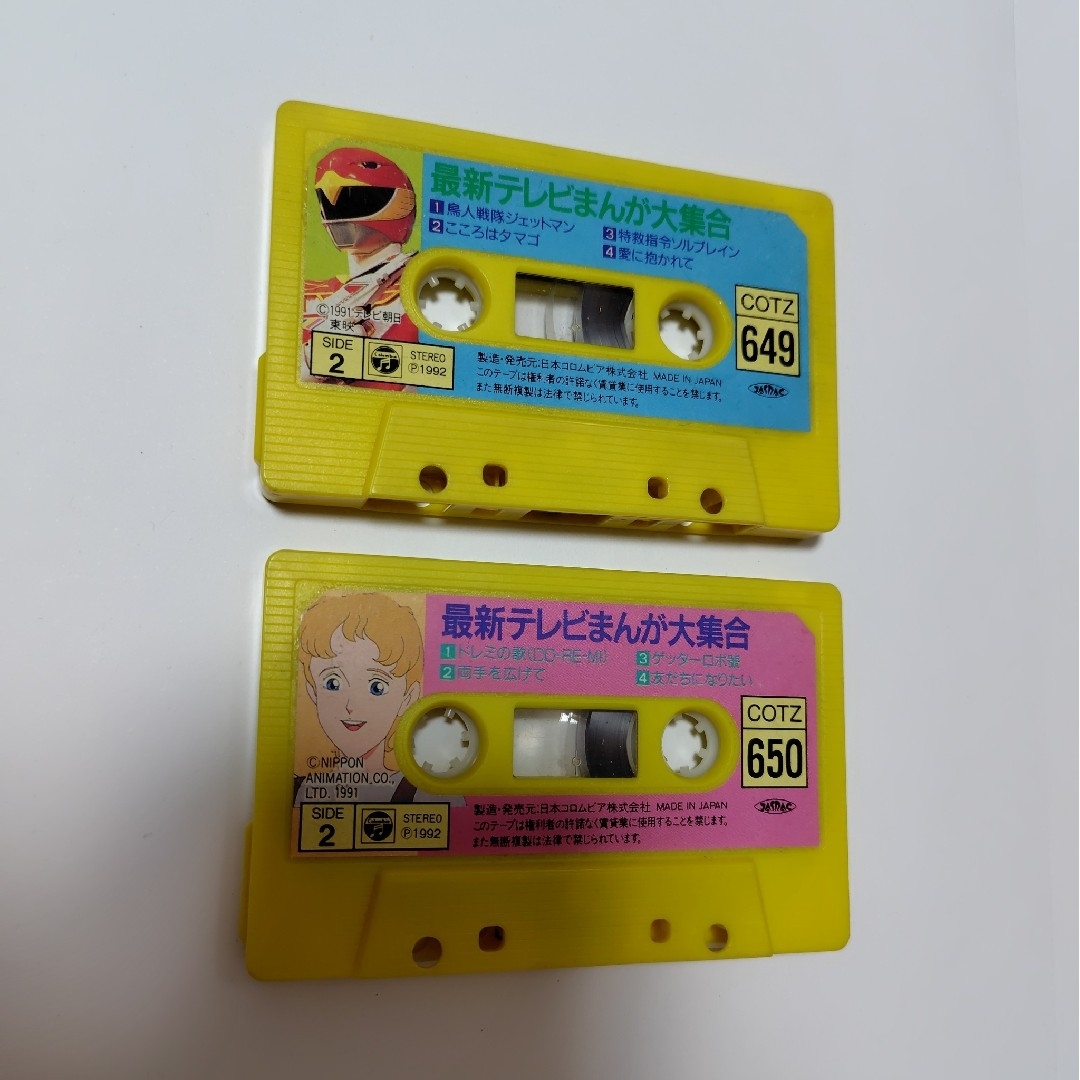 最新テレビまんが大集合
1 鳥人戦隊ジェットマン
2 こころはタマゴ
3 特救指令ソルブレイン
4 愛に抱かれて
©1991 テレビ朝日
東映
SIDE 2
Columbia
STEREO
Ⓟ1992
COTZ
649
製造・発売元:日本コロムビア株式会社 MADE IN JAPAN
このテープは権利者の許諾なく賃貸業に使用することを禁じます。
また無断複製は法律で禁じられています。
JASRAC
最新テレビまんが大集合
1 ドレミの歌(DO-RE-MI)
2 両手を広げて
3 ゲッターロボ號
4 友だちになりたい
©NIPPON
ANIMATION CO.,
LTD. 1991
SIDE 2
Columbia
STEREO
Ⓟ1992
COTZ
650
製造・発売元:日本コロムビア株式会社 MADE IN JAPAN
このテープは権利者の許諾なく賃貸業に使用することを禁じます。
また無断複製は法律で禁じられています。
JASRAC